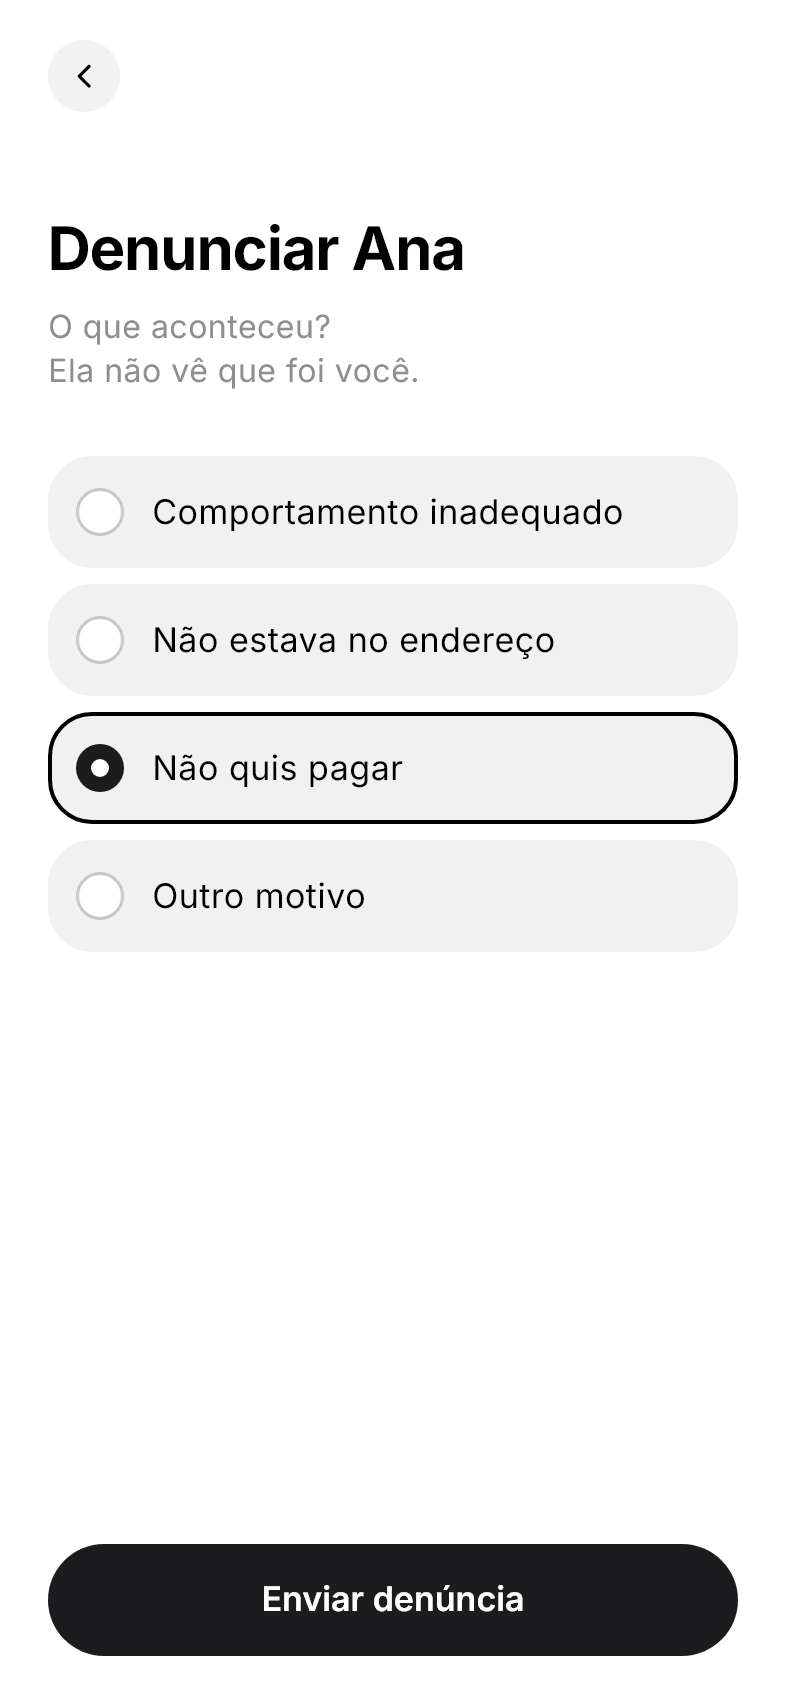 Denunciar Ana
O que aconteceu?
Ela não vê que foi você.
Comportamento inadequado
Não estava no endereço
Não quis pagar
Outro motivo
Enviar denúncia